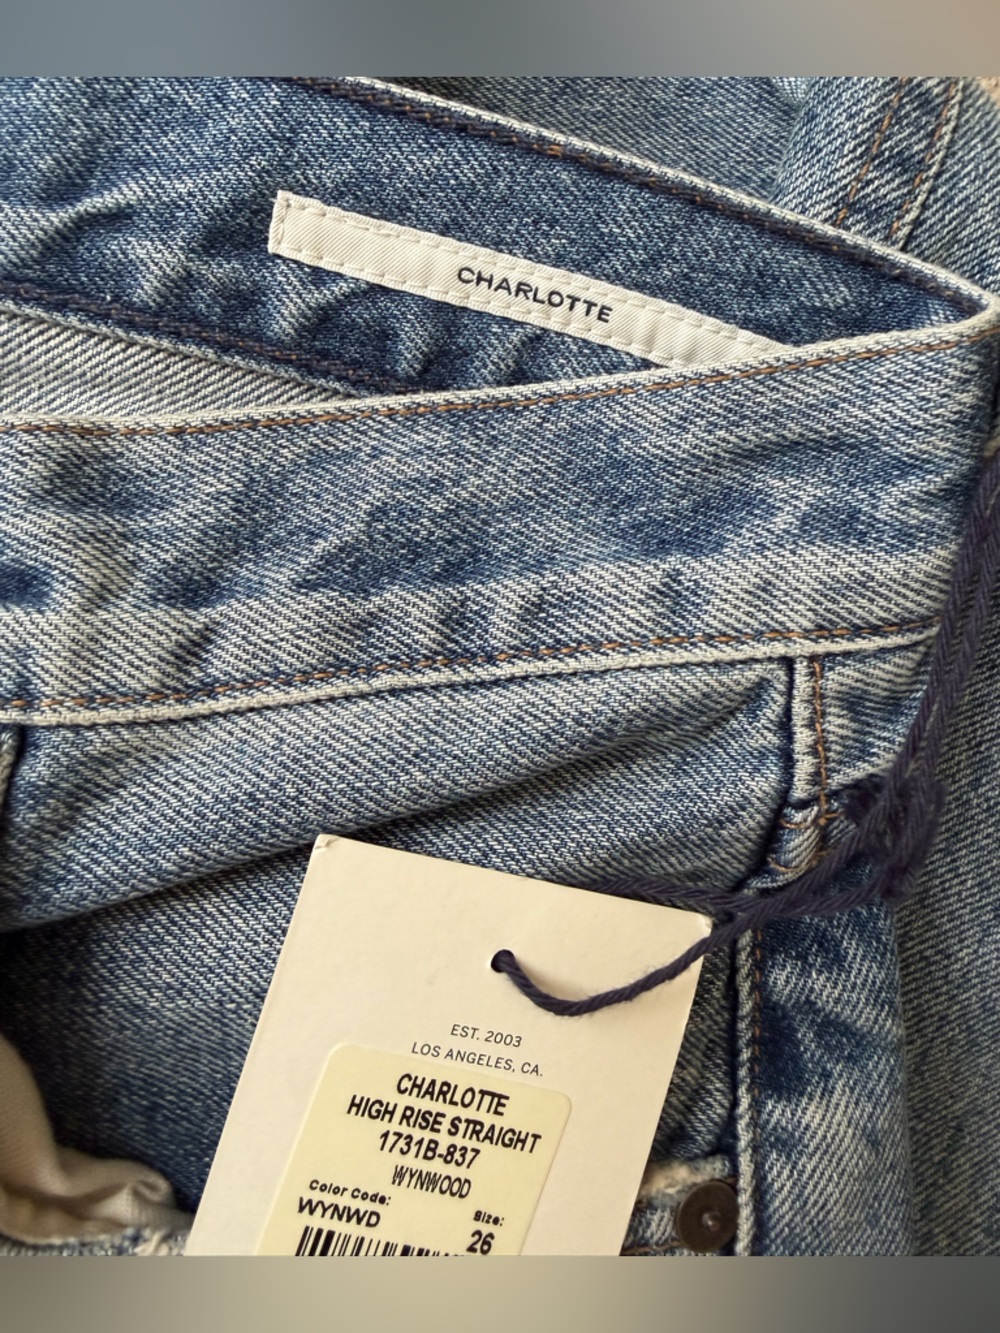 CHARLOTTE
EST. 2003
LOS ANGELES, CA.
CHARLOTTE
HIGH RISE STRAIGHT
1731B-837
WYNWOOD
Color Code:
WYNWD
Size:
26